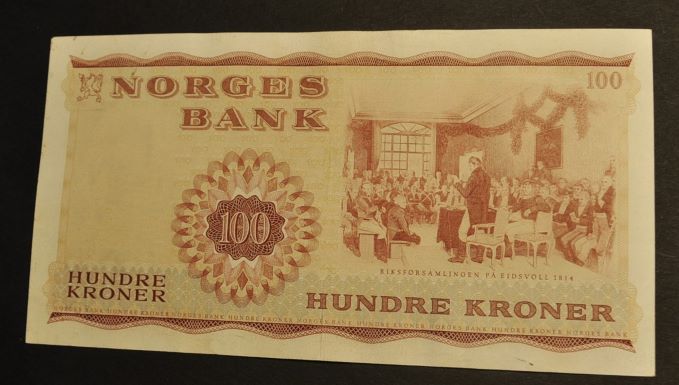 NORGES
BANK
100
100
RIKSFORSAMLINGEN PÅ EIDSVOLL 1814
HUNDRE
KRONER
HUNDRE KRONER
NORGES BANK HUNDRE KRONER NORGES BANK HUNDRE KRONER NORGES BANK HUNDRE KRONER NORGES BANK HUNDRE KRONER NORGES BANK